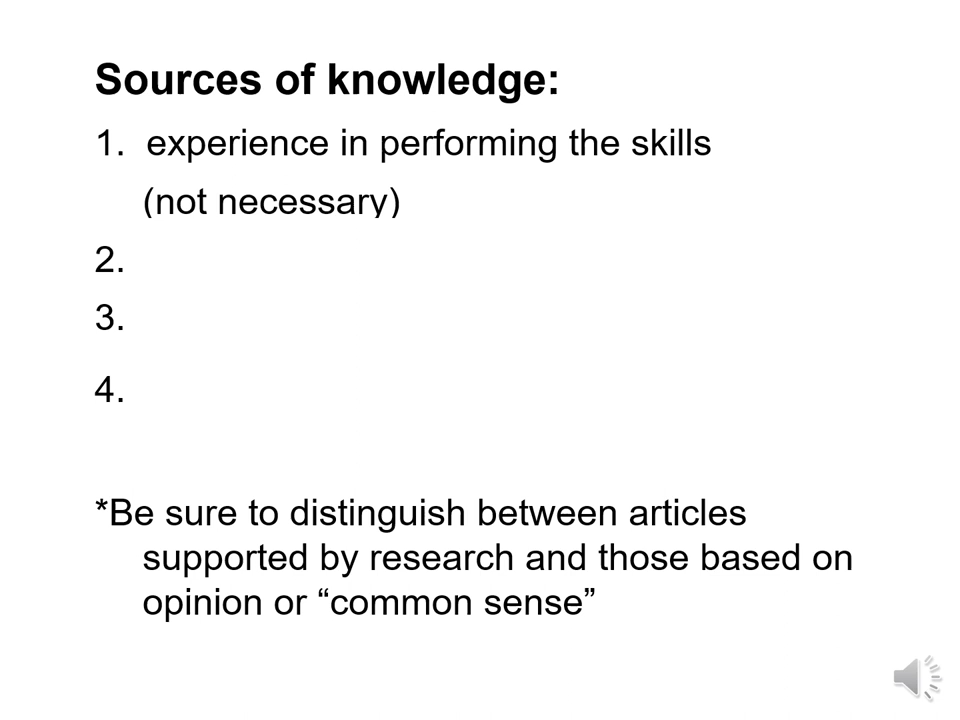 Sources of knowledge:
1. experience in performing the skills
(not necessary)
2.
3.
4.
*Be sure to distinguish between articles
supported by research and those based on
opinion or “common sense”